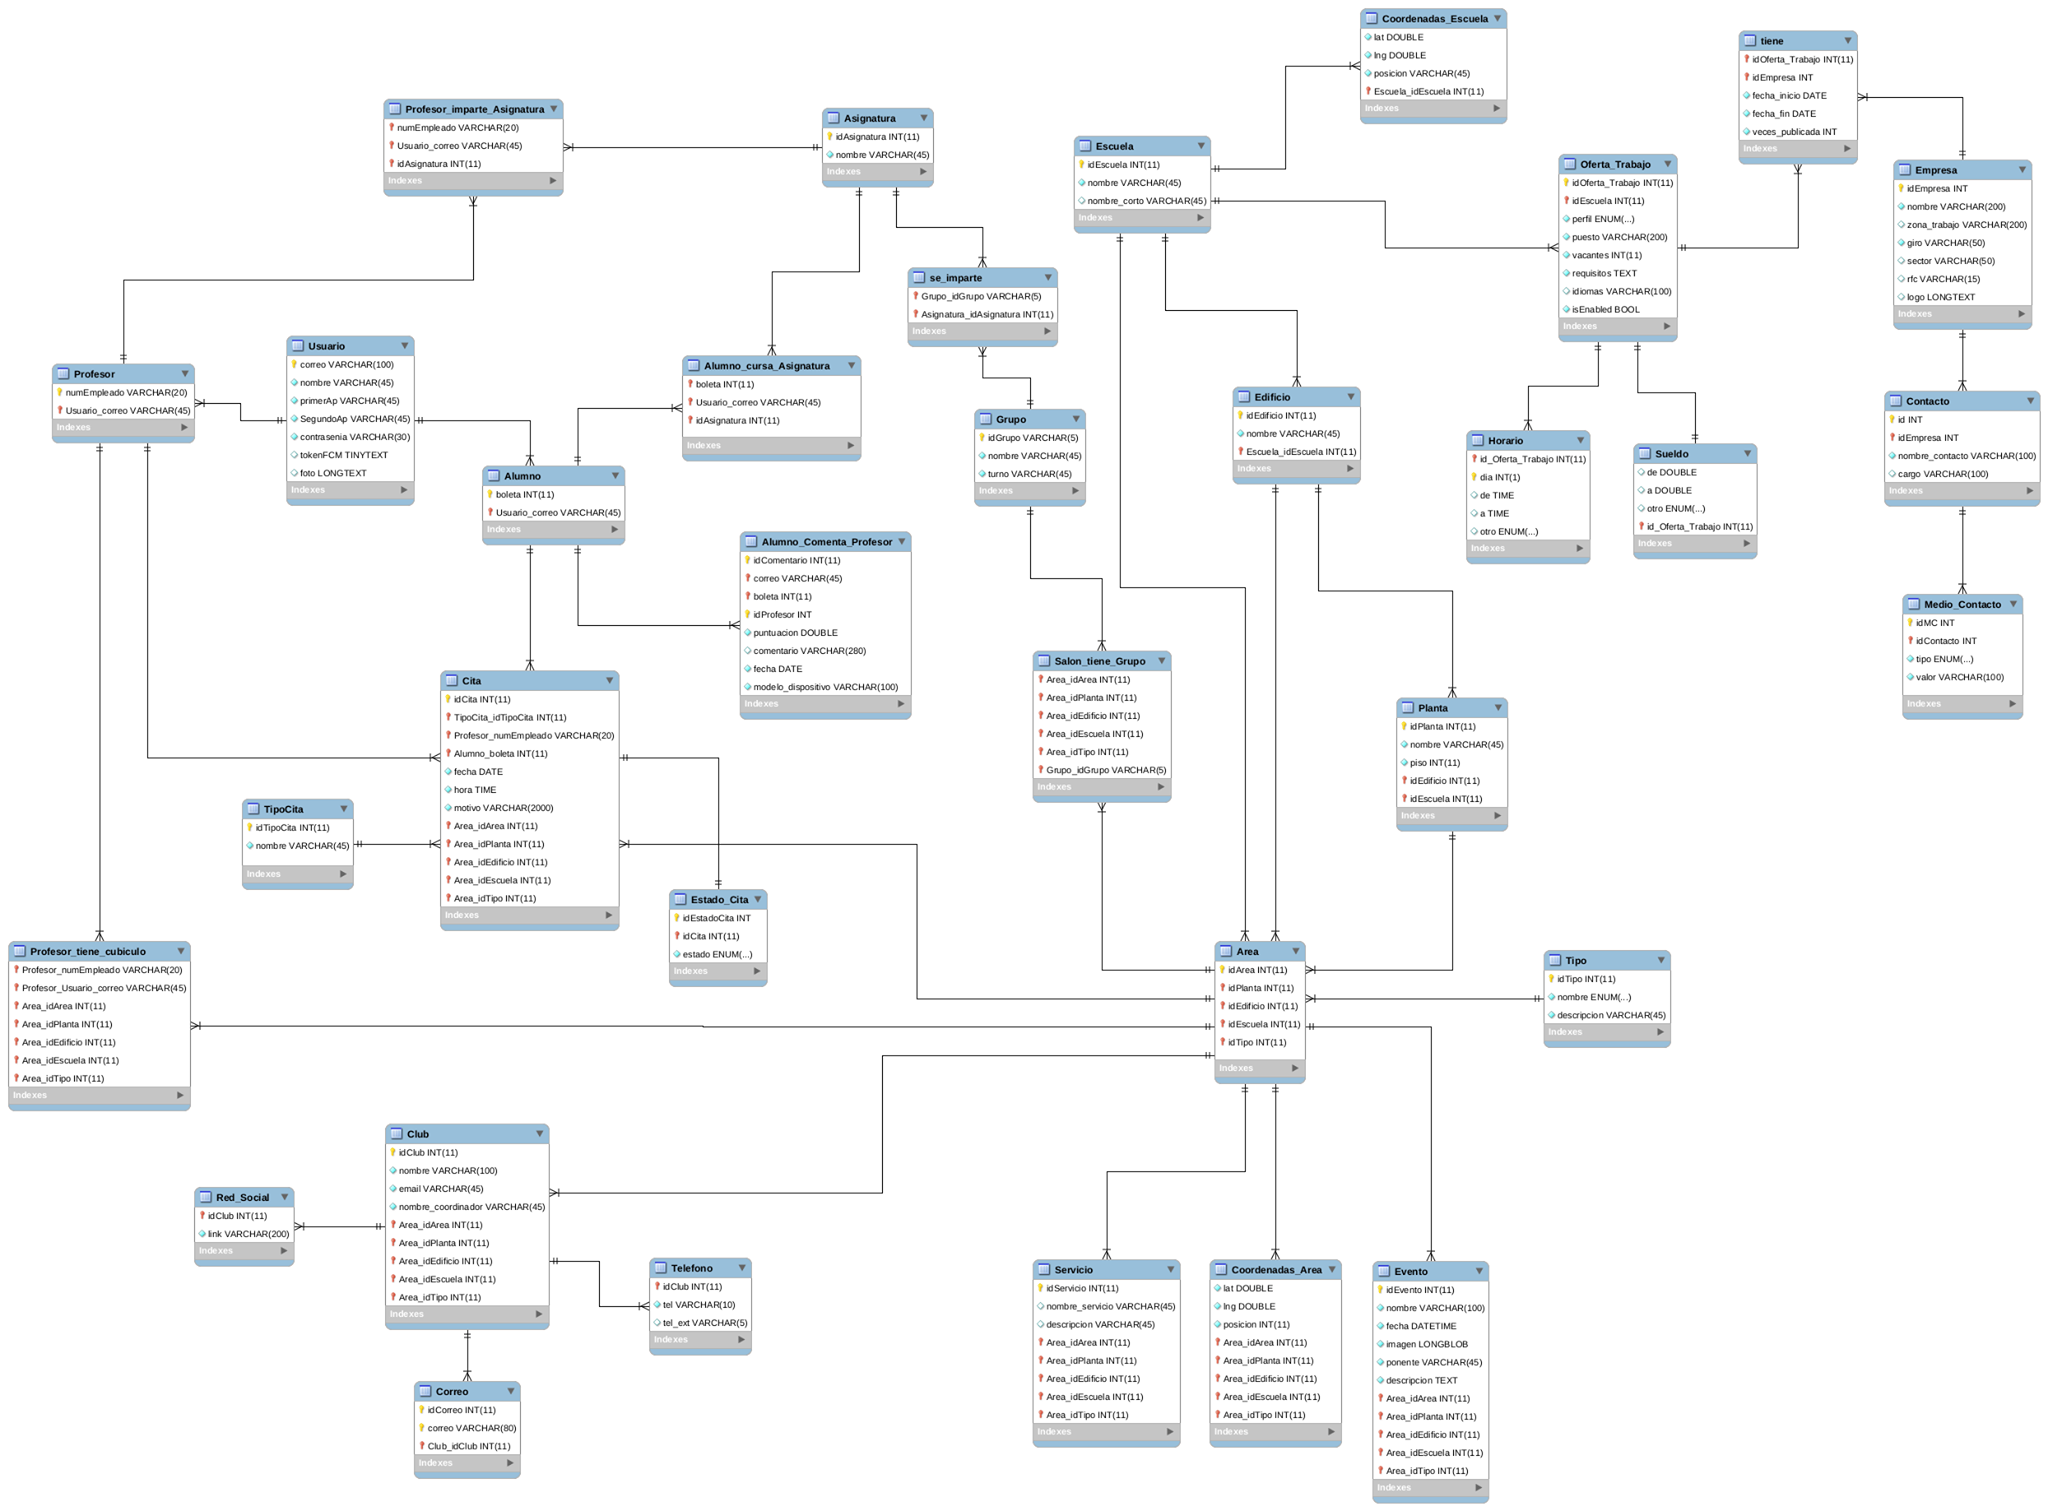 Coordenadas_Escuela
lat DOUBLE
lng DOUBLE
posicion VARCHAR(45)
Escuela_idEscuela INT(11)
Indexes
tiene
idOferta_Trabajo INT(11)
idEmpresa INT
fecha_inicio DATE
fecha_fin DATE
veces_publicada INT
Indexes
Profesor_imparte_Asignatura
numEmpleado VARCHAR(20)
Usuario_correo VARCHAR(45)
idAsignatura INT(11)
Indexes
Asignatura
idAsignatura INT(11)
nombre VARCHAR(45)
Indexes
Escuela
idEscuela INT(11)
nombre VARCHAR(45)
nombre_corto VARCHAR(45)
Indexes
Oferta_Trabajo
idOferta_Trabajo INT(11)
idEscuela INT(11)
perfil ENUM(...)
puesto VARCHAR(200)
vacantes INT(11)
requisitos TEXT
idiomas VARCHAR(100)
isEnabled BOOL
Indexes
Empresa
idEmpresa INT
nombre VARCHAR(200)
zona_trabajo VARCHAR(200)
giro VARCHAR(50)
sector VARCHAR(50)
rfc VARCHAR(15)
logo LONGTEXT
Indexes
se_imparte
Grupo_idGrupo VARCHAR(5)
Asignatura_idAsignatura INT(11)
Indexes
Usuario
correo VARCHAR(100)
nombre VARCHAR(45)
primerAp VARCHAR(45)
SegundoAp VARCHAR(45)
contrasenia VARCHAR(30)
tokenFCM TINYTEXT
foto LONGTEXT
Indexes
Profesor
numEmpleado VARCHAR(20)
Usuario_correo VARCHAR(45)
Indexes
Alumno_cursa_Asignatura
boleta INT(11)
Usuario_correo VARCHAR(45)
idAsignatura INT(11)
Indexes
Edificio
idEdificio INT(11)
nombre VARCHAR(45)
Escuela_idEscuela INT(11)
Indexes
Contacto
id INT
idEmpresa INT
nombre_contacto VARCHAR(100)
cargo VARCHAR(100)
Indexes
Grupo
idGrupo VARCHAR(5)
nombre VARCHAR(45)
turno VARCHAR(45)
Indexes
Horario
id_Oferta_Trabajo INT(11)
dia INT(1)
de TIME
a TIME
otro ENUM(...)
Indexes
Sueldo
de DOUBLE
a DOUBLE
otro ENUM(...)
id_Oferta_Trabajo INT(11)
Indexes
Alumno
boleta INT(11)
Usuario_correo VARCHAR(45)
Indexes
Alumno_Comenta_Profesor
idComentario INT(11)
correo VARCHAR(45)
boleta INT(11)
idProfesor INT
puntuacion DOUBLE
comentario VARCHAR(280)
fecha DATE
modelo_dispositivo VARCHAR(100)
Indexes
Medio_Contacto
idMC INT
idContacto INT
tipo ENUM(...)
valor VARCHAR(100)
Indexes
Salon_tiene_Grupo
Area_idArea INT(11)
Area_idPlanta INT(11)
Area_idEdificio INT(11)
Area_idEscuela INT(11)
Area_idTipo INT(11)
Grupo_idGrupo VARCHAR(5)
Indexes
Cita
idCita INT(11)
TipoCita_idTipoCita INT(11)
Profesor_numEmpleado VARCHAR(20)
Alumno_boleta INT(11)
fecha DATE
hora TIME
motivo VARCHAR(2000)
Area_idArea INT(11)
Area_idPlanta INT(11)
Area_idEdificio INT(11)
Area_idEscuela INT(11)
Area_idTipo INT(11)
Indexes
Planta
idPlanta INT(11)
nombre VARCHAR(45)
piso INT(11)
idEdificio INT(11)
idEscuela INT(11)
Indexes
TipoCita
idTipoCita INT(11)
nombre VARCHAR(45)
Indexes
Estado_Cita
idEstadoCita INT
idCita INT(11)
estado ENUM(...)
Indexes
Profesor_tiene_cubiculo
Profesor_numEmpleado VARCHAR(20)
Profesor_Usuario_correo VARCHAR(45)
Area_idArea INT(11)
Area_idPlanta INT(11)
Area_idEdificio INT(11)
Area_idEscuela INT(11)
Area_idTipo INT(11)
Indexes
Area
idArea INT(11)
idPlanta INT(11)
idEdificio INT(11)
idEscuela INT(11)
idTipo INT(11)
Indexes
Tipo
idTipo INT(11)
nombre ENUM(...)
descripcion VARCHAR(45)
Indexes
Club
idClub INT(11)
nombre VARCHAR(100)
email VARCHAR(45)
nombre_coordinador VARCHAR(45)
Area_idArea INT(11)
Area_idPlanta INT(11)
Area_idEdificio INT(11)
Area_idEscuela INT(11)
Area_idTipo INT(11)
Indexes
Red_Social
idClub INT(11)
link VARCHAR(200)
Indexes
Telefono
idClub INT(11)
tel VARCHAR(10)
tel_ext VARCHAR(5)
Indexes
Servicio
idServicio INT(11)
nombre_servicio VARCHAR(45)
descripcion VARCHAR(45)
Area_idArea INT(11)
Area_idPlanta INT(11)
Area_idEdificio INT(11)
Area_idEscuela INT(11)
Area_idTipo INT(11)
Indexes
Coordenadas_Area
lat DOUBLE
lng DOUBLE
posicion INT(11)
Area_idArea INT(11)
Area_idPlanta INT(11)
Area_idEdificio INT(11)
Area_idEscuela INT(11)
Area_idTipo INT(11)
Indexes
Evento
idEvento INT(11)
nombre VARCHAR(100)
fecha DATETIME
imagen LONGBLOB
ponente VARCHAR(45)
descripcion TEXT
Area_idArea INT(11)
Area_idPlanta INT(11)
Area_idEdificio INT(11)
Area_idEscuela INT(11)
Area_idTipo INT(11)
Indexes
Correo
idCorreo INT(11)
correo VARCHAR(80)
Club_idClub INT(11)
Indexes